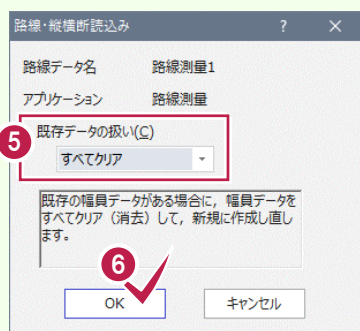 路線・縦横断読込み ? ×
路線データ名 路線測量1
アプリケーション 路線測量
5 既存データの扱い(C)
すべてクリア
既存の幅員データがある場合に，幅員データを
すべてクリア（消去）して，新規に作成し直し
ます。
6
OK キャンセル